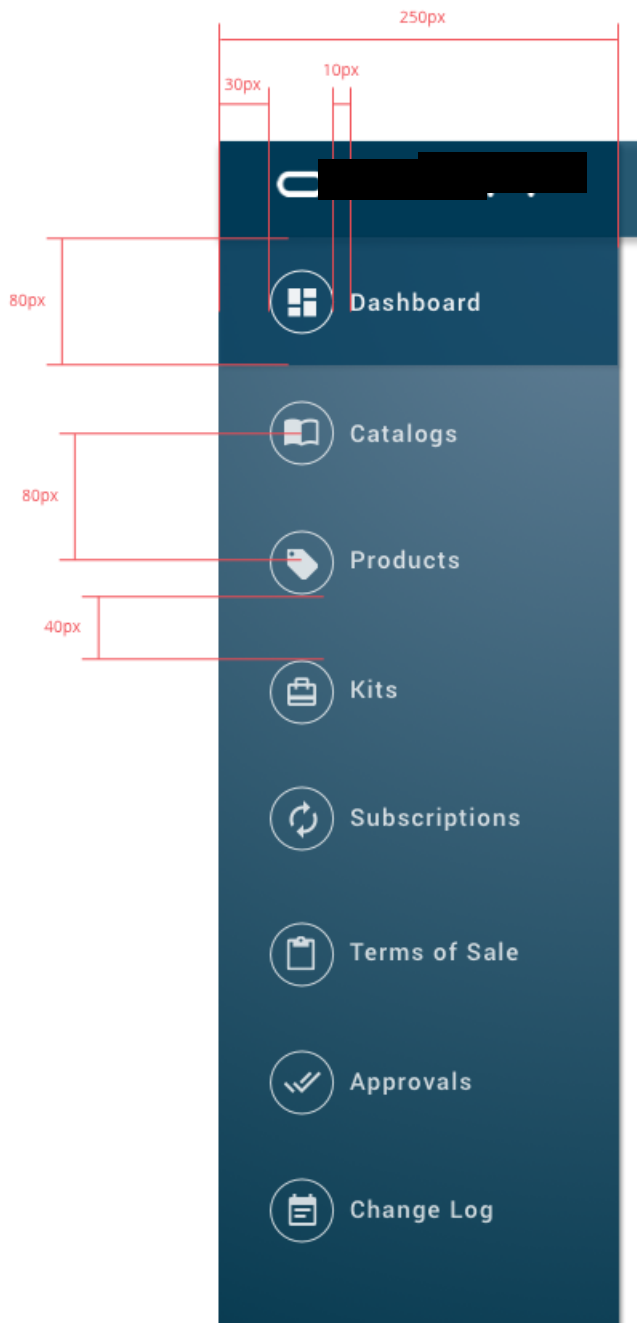 250px
10px
30px
80px
Dashboard
Catalogs
80px
Products
40px
Kits
Subscriptions
Terms of Sale
Approvals
Change Log